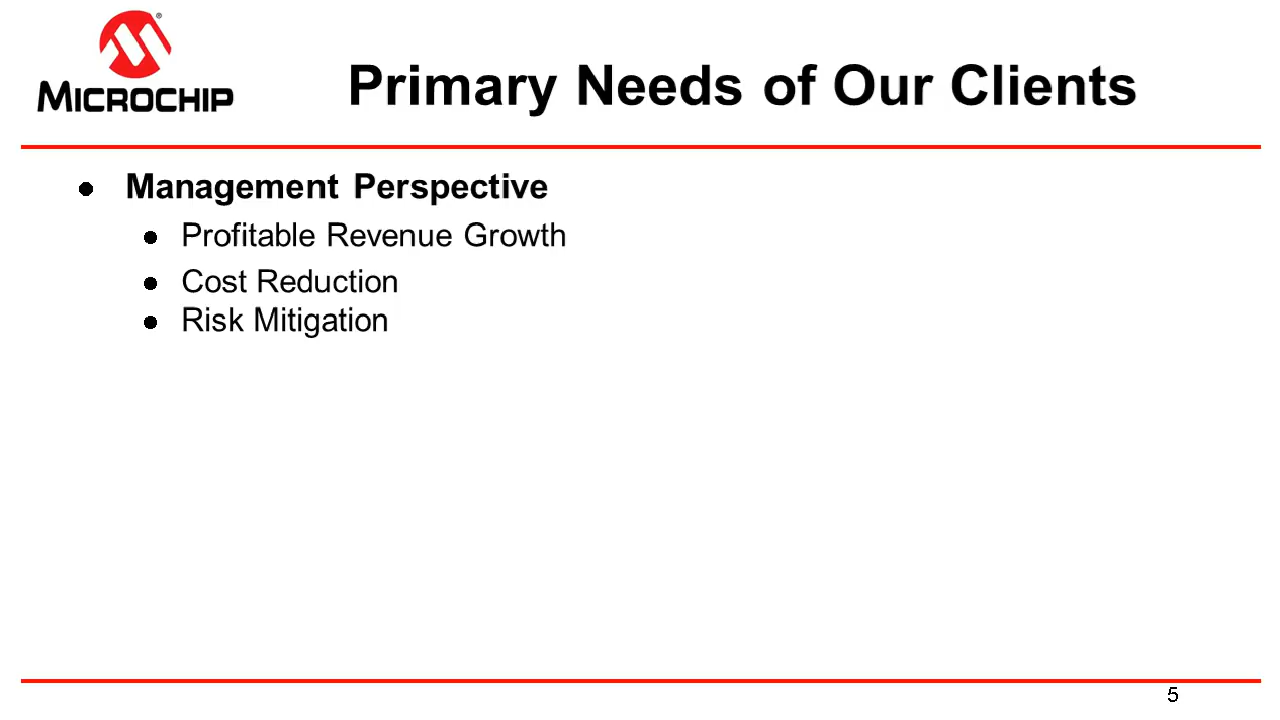 MICROCHIP
Primary Needs of Our Clients
● Management Perspective
● Profitable Revenue Growth
● Cost Reduction
● Risk Mitigation
5